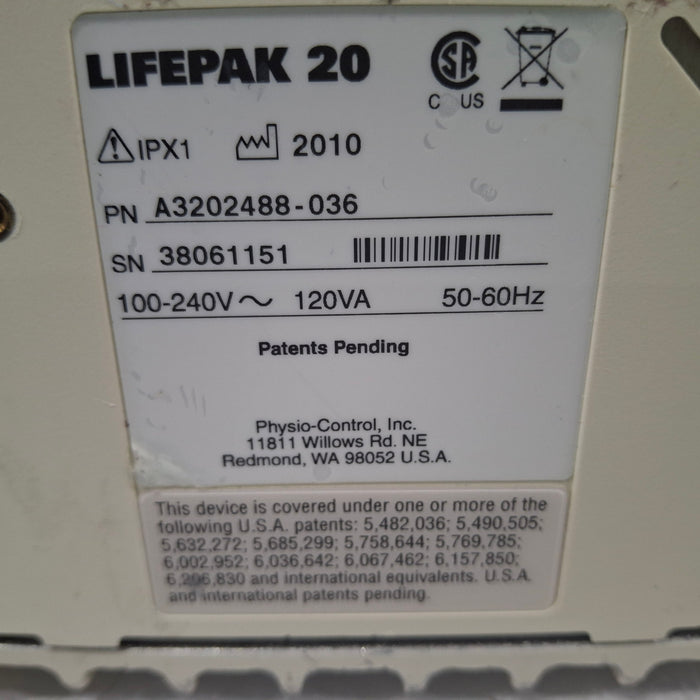 LIFEPAK 20
C US
IPX1 2010
PN A3202488-036
SN 38061151
100-240V～ 120VA 50-60Hz
Patents Pending
Physio-Control, Inc.
11811 Willows Rd. NE
Redmond, WA 98052 U.S.A.
This device is covered under one or more of the
following U.S.A. patents: 5,482,036; 5,490,505;
5,632,272; 5,685,299; 5,758,644; 5,769,785;
6,002,952; 6,036,642; 6,067,462; 6,157,850;
6,206,830 and international equivalents. U.S.A.
and international patents pending.